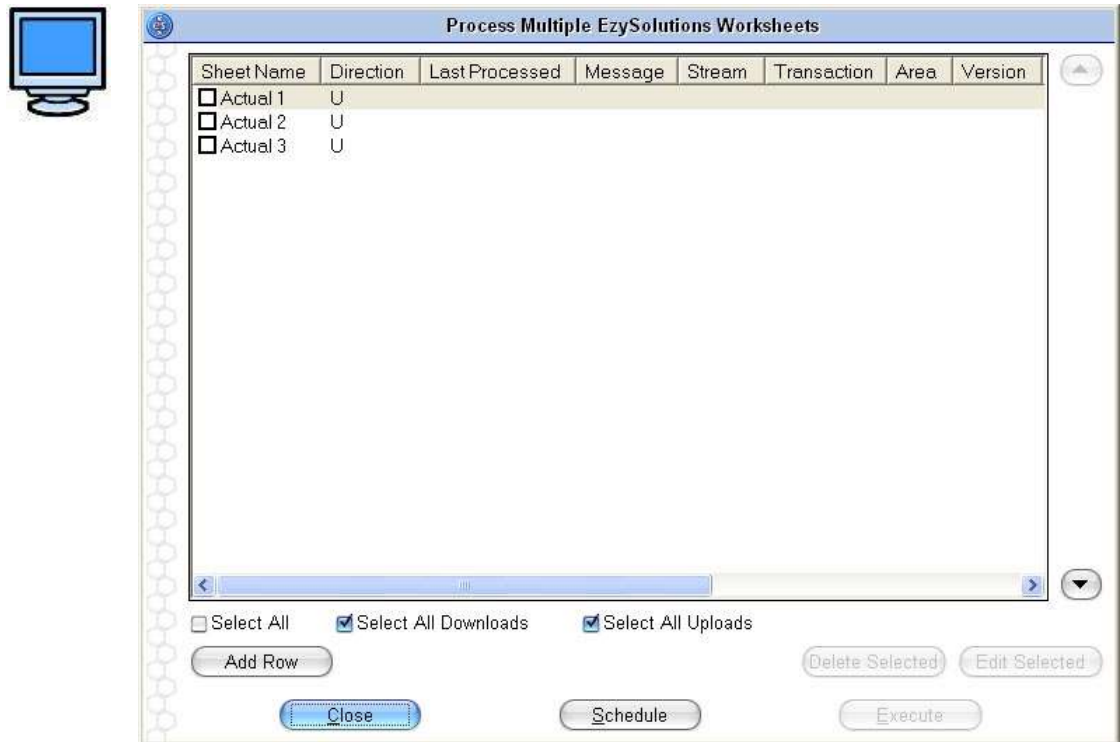 Process Multiple EzySolutions Worksheets
Sheet Name Direction Last Processed Message Stream Transaction Area Version
Actual 1 U
Actual 2 U
Actual 3 U
Select All Select All Downloads Select All Uploads
Add Row Delete Selected Edit Selected
Close Schedule Execute